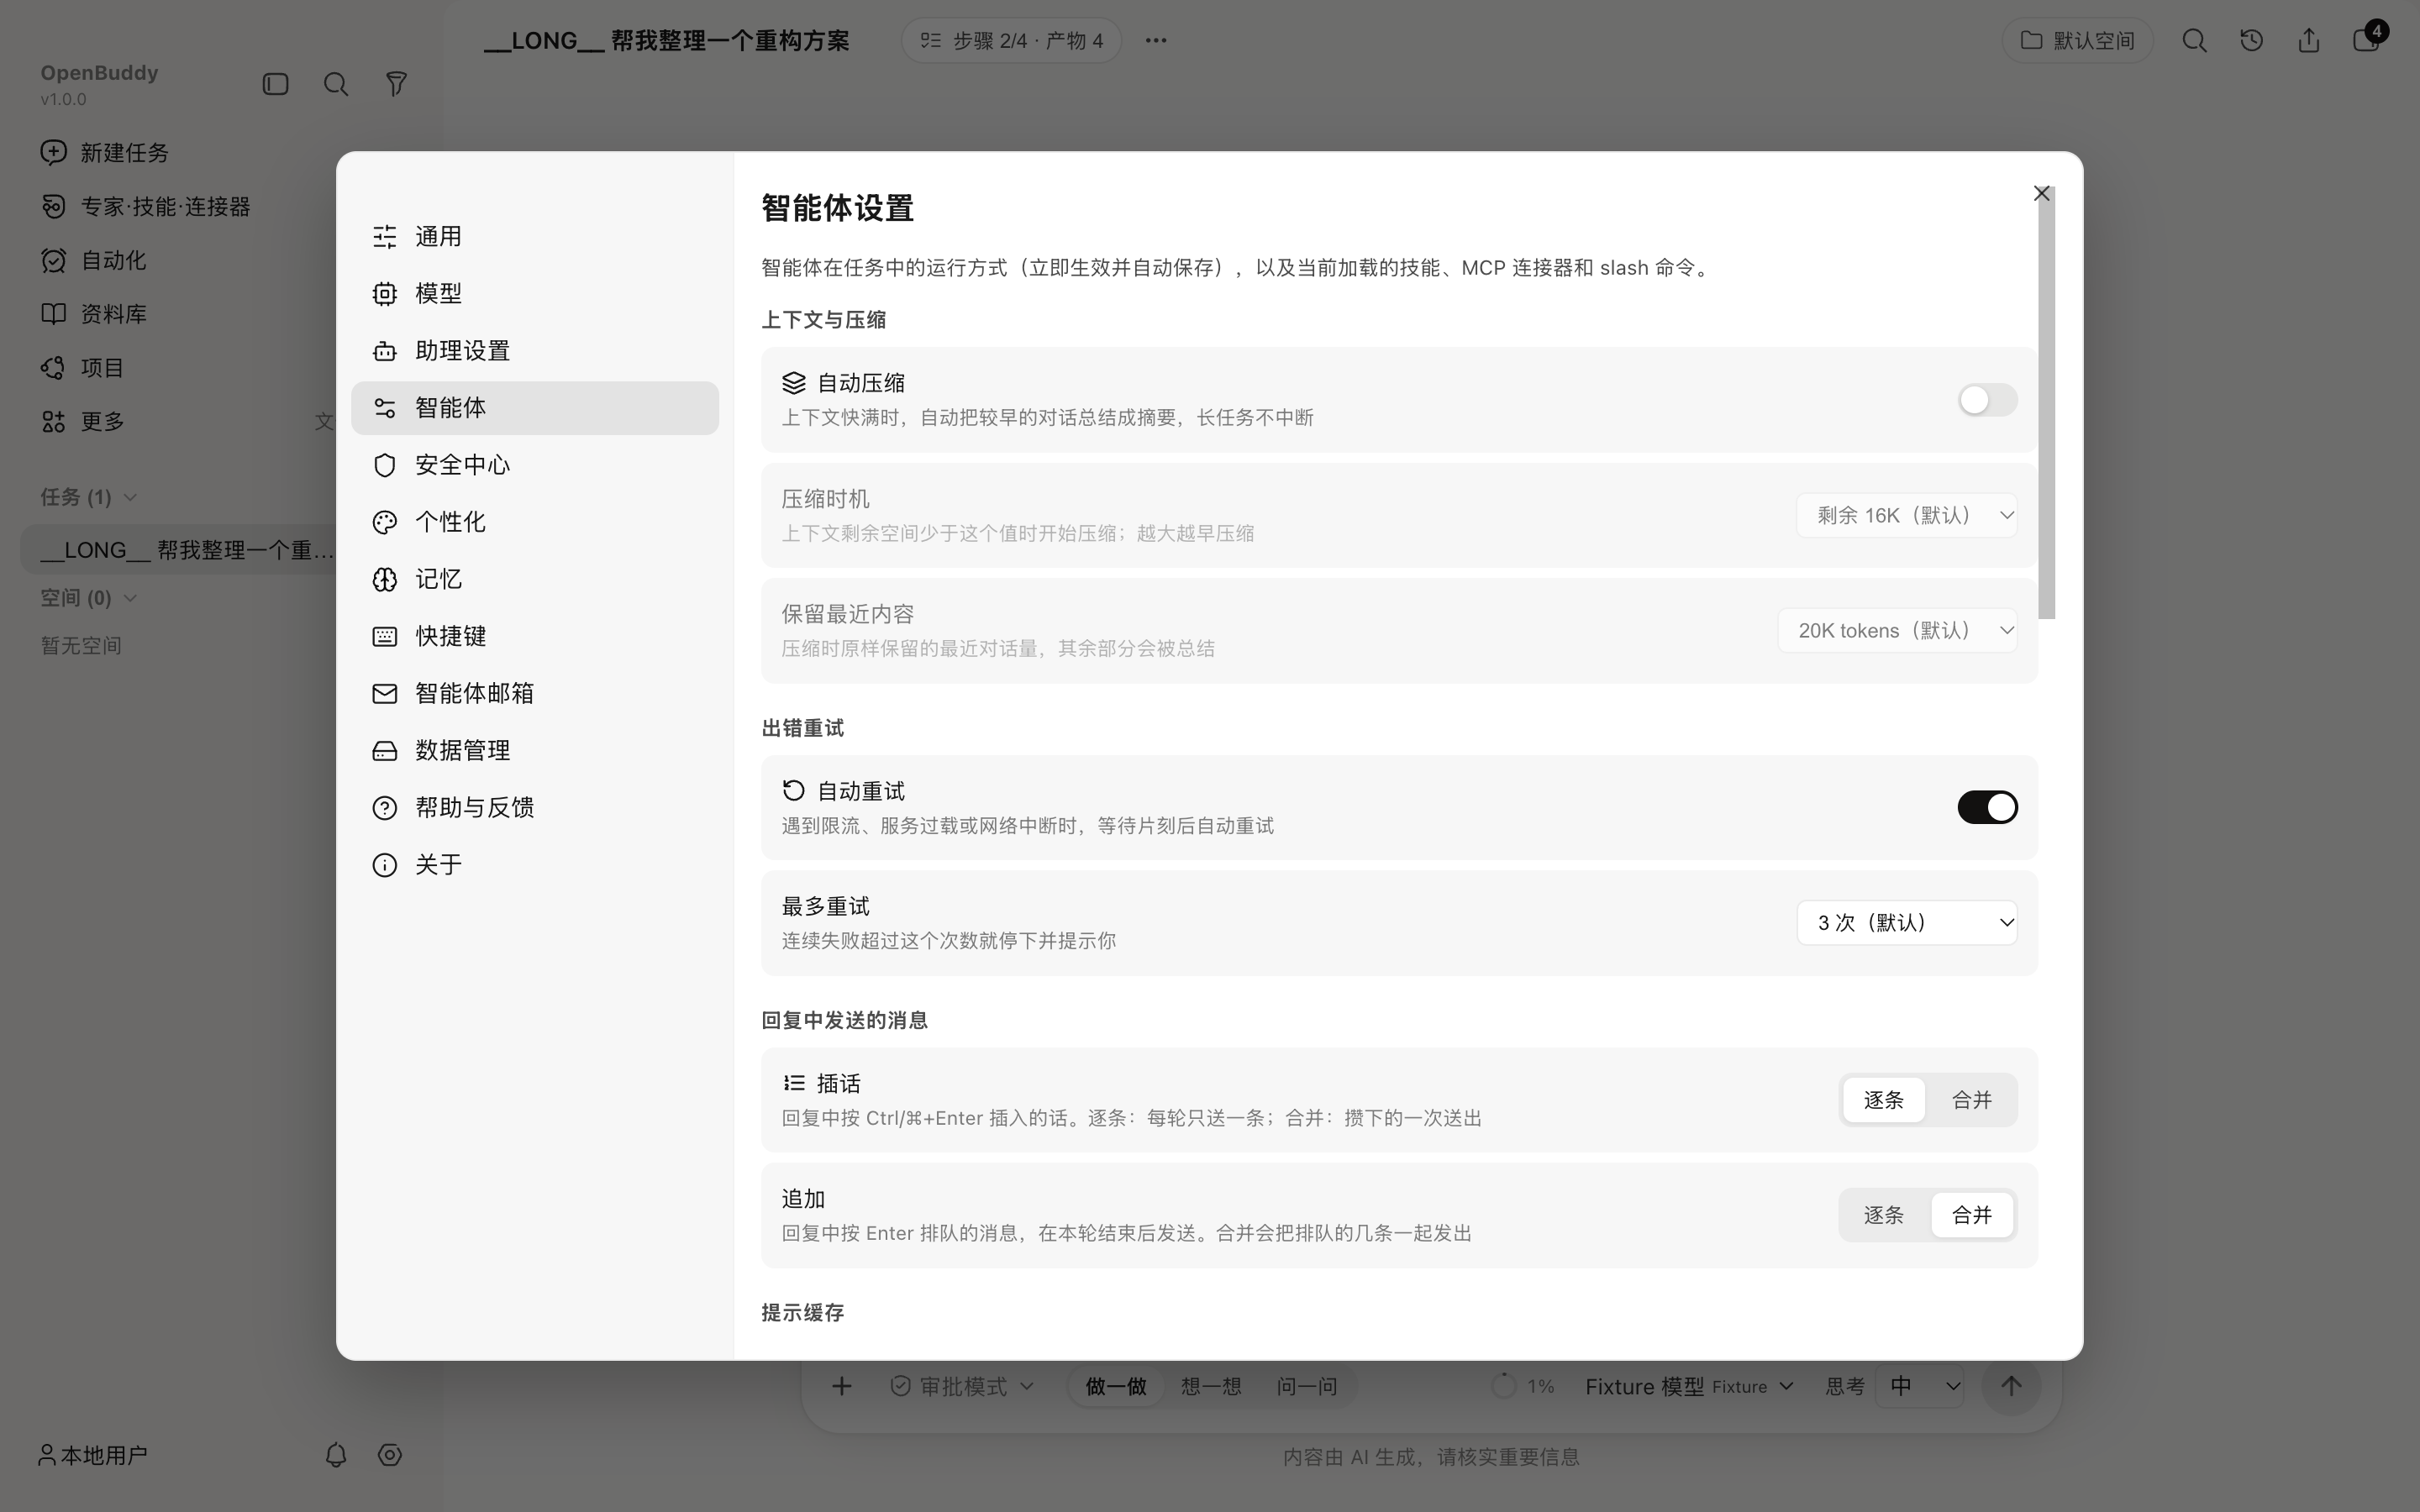 OpenBuddy
v1.0.0
新建任务
专家·技能·连接器
自动化
资料库
项目
更多
文
任务 (1)
__LONG__ 帮我整理一个重…
空间 (0)
暂无空间
本地用户
__LONG__ 帮我整理一个重构方案
步骤 2/4 · 产物 4
默认空间
4
通用
模型
助理设置
智能体
安全中心
个性化
记忆
快捷键
智能体邮箱
数据管理
帮助与反馈
关于
智能体设置
智能体在任务中的运行方式（立即生效并自动保存），以及当前加载的技能、MCP 连接器和 slash 命令。
上下文与压缩
自动压缩
上下文快满时，自动把较早的对话总结成摘要，长任务不中断
压缩时机
上下文剩余空间少于这个值时开始压缩；越大越早压缩
剩余 16K（默认）
保留最近内容
压缩时原样保留的最近对话量，其余部分会被总结
20K tokens（默认）
出错重试
自动重试
遇到限流、服务过载或网络中断时，等待片刻后自动重试
最多重试
连续失败超过这个次数就停下并提示你
3 次（默认）
回复中发送的消息
插话
回复中按 Ctrl/⌘+Enter 插入的话。逐条：每轮只送一条；合并：攒下的一次送出
逐条 合并
追加
回复中按 Enter 排队的消息，在本轮结束后发送。合并会把排队的几条一起发出
逐条 合并
提示缓存
审批模式 做一做 想一想 问一问 1% Fixture 模型 Fixture 思考 中
内容由 AI 生成，请核实重要信息